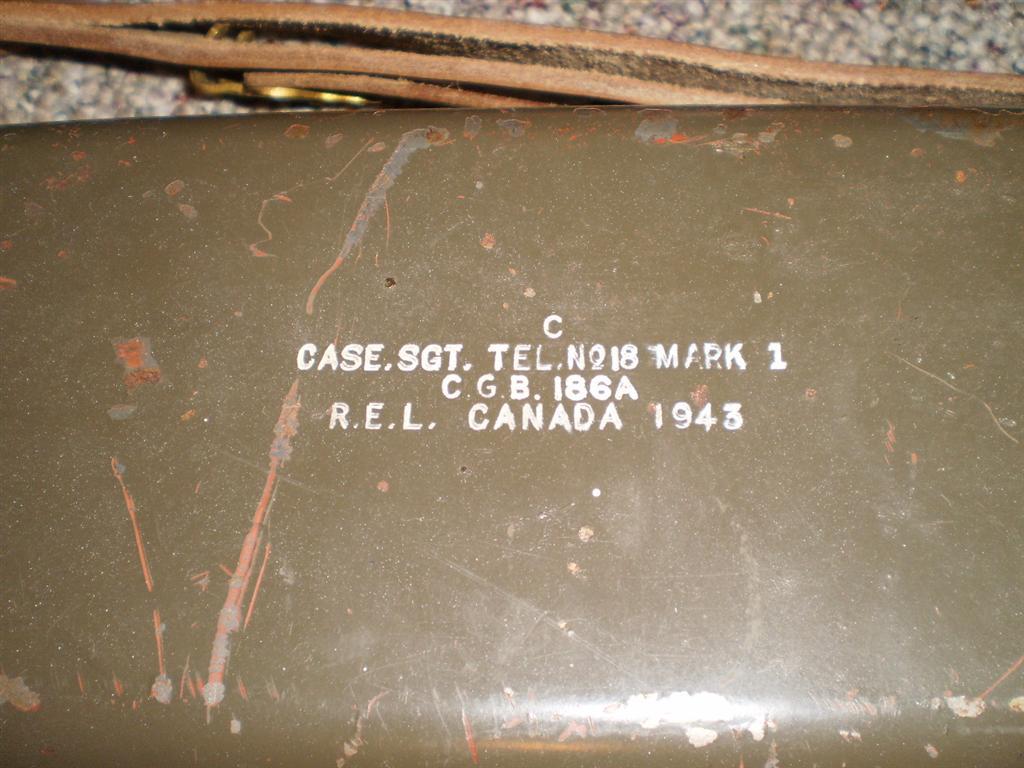 C
CASE.SGT. TEL.No18 MARK 1
C.G.B. 186A
R.E.L. CANADA 1943